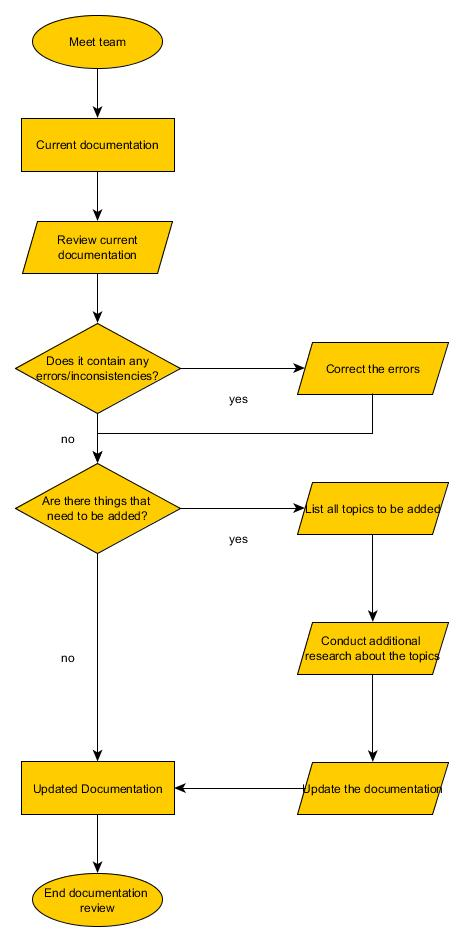 Meet team
Current documentation
Review current
documentation
Does it contain any
errors/inconsistencies?
Correct the errors
yes
no
Are there things that
need to be added?
List all topics to be added
yes
Conduct additional
research about the topics
no
Updated Documentation
Update the documentation
End documentation
review